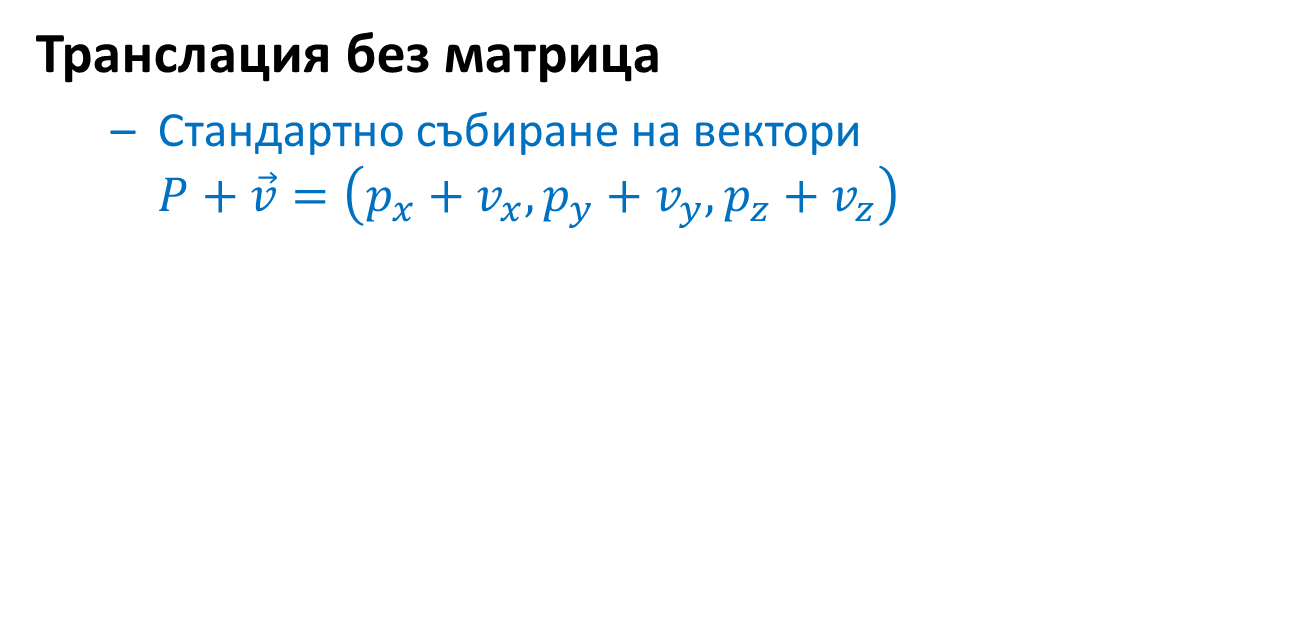 Транслация без матрица
– Стандартно събиране на вектори
𝑃 + 𝑣⃗ = (𝑝ₓ + 𝑣ₓ, 𝑝_𝑦 + 𝑣_𝑦, 𝑝_𝑧 + 𝑣_𝑧)